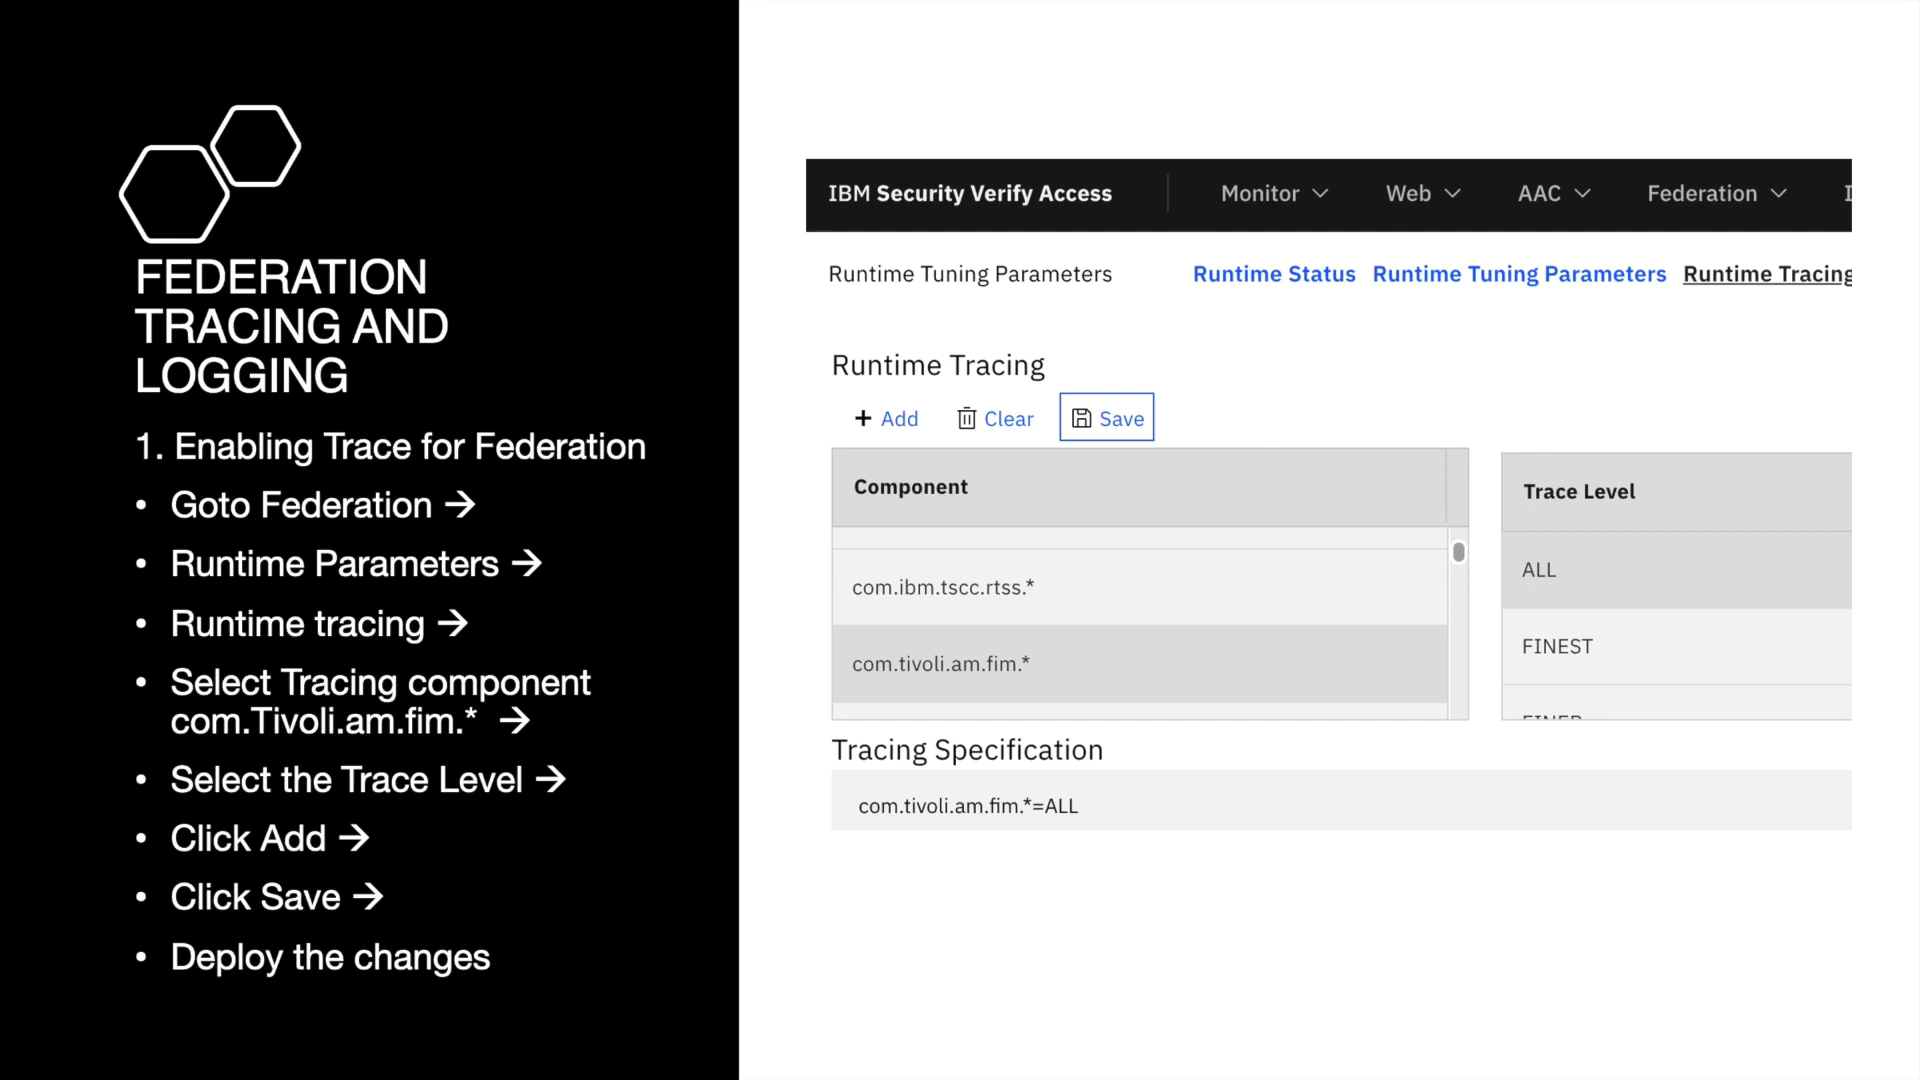 FEDERATION
TRACING AND
LOGGING
1. Enabling Trace for Federation
• Goto Federation →
• Runtime Parameters →
• Runtime tracing →
• Select Tracing component
com.Tivoli.am.fim.* →
• Select the Trace Level →
• Click Add →
• Click Save →
• Deploy the changes
IBM Security Verify Access Monitor Web AAC Federation
Runtime Tuning Parameters Runtime Status Runtime Tuning Parameters Runtime Tracing
Runtime Tracing
+ Add Clear Save
Component
com.ibm.tscc.rtss.*
com.tivoli.am.fim.*
Trace Level
ALL
FINEST
Tracing Specification
com.tivoli.am.fim.*=ALL